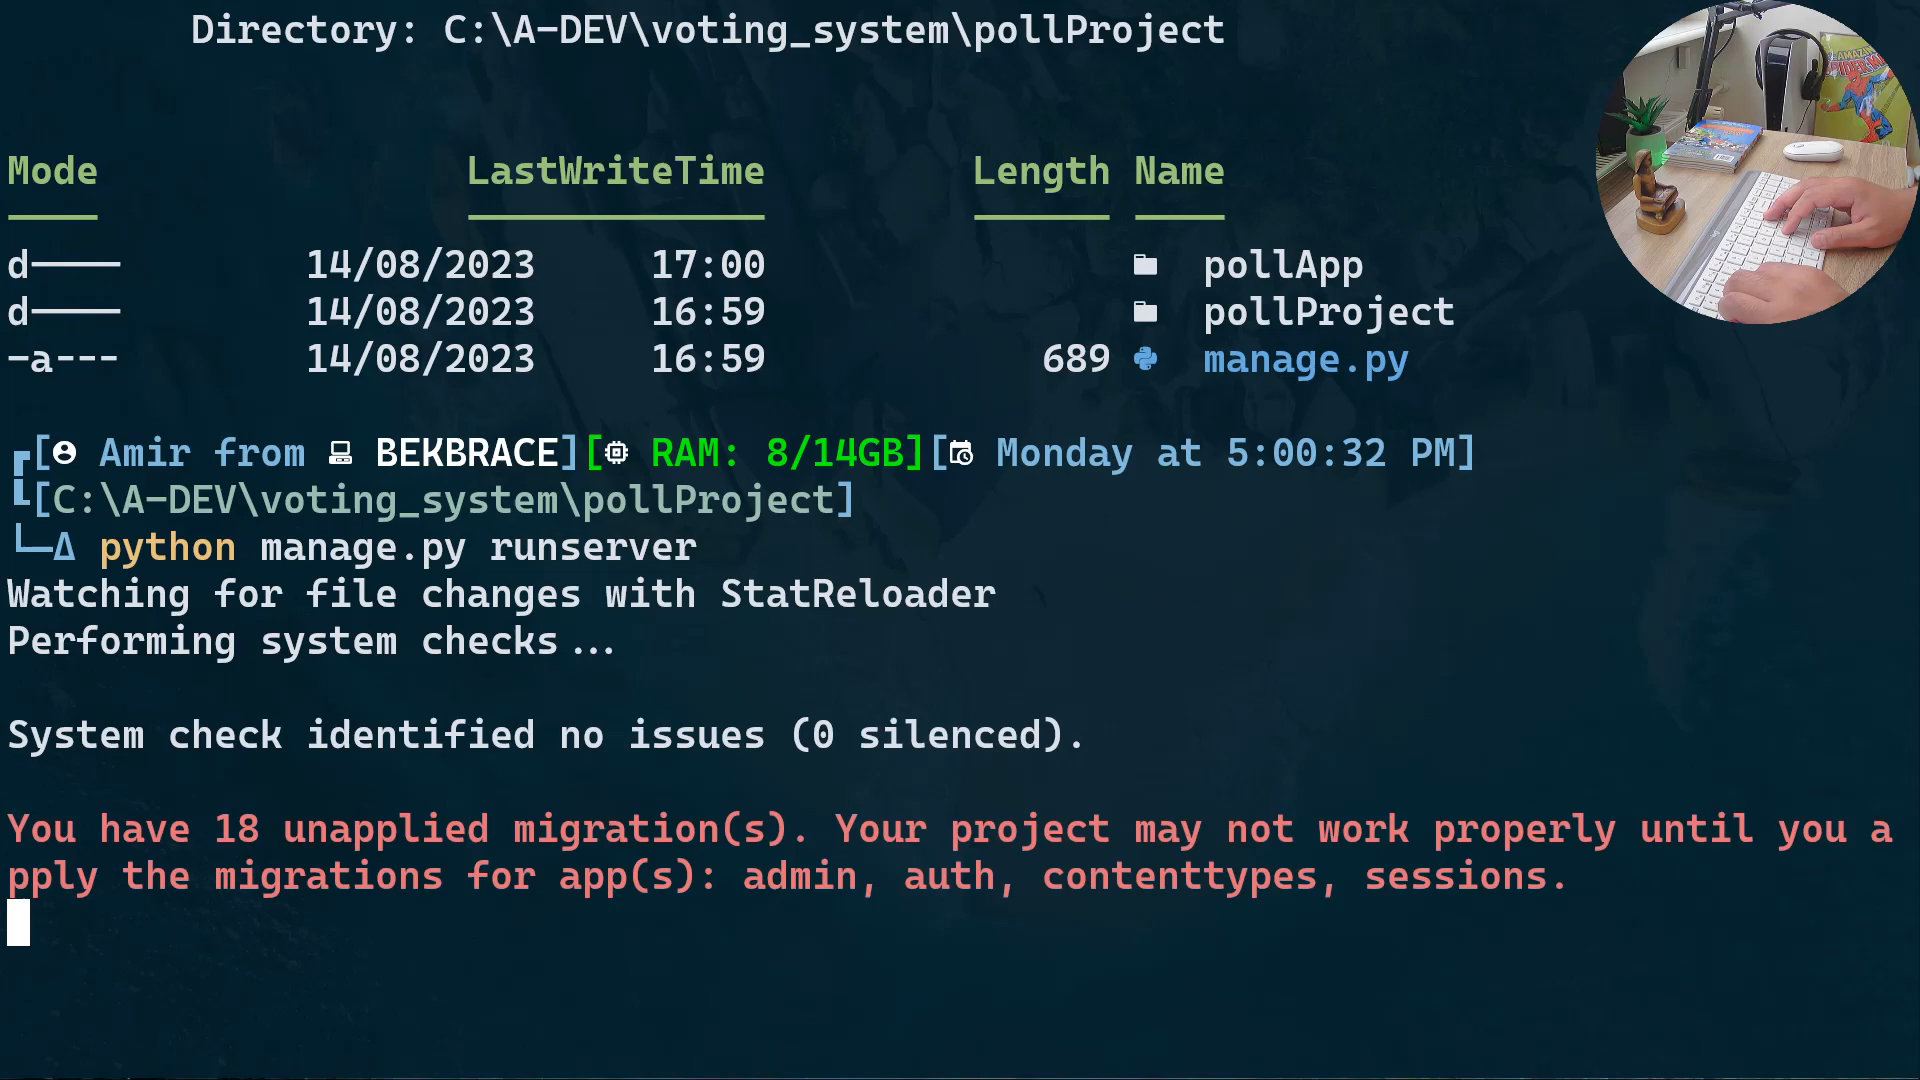 Directory: C:\A-DEV\voting_system\pollProject
Mode LastWriteTime Length Name
d———— 14/08/2023 17:00 pollApp
d———— 14/08/2023 16:59 pollProject
-a--- 14/08/2023 16:59 689 manage.py
[Amir from BEKBRACE][RAM: 8/14GB][Monday at 5:00:32 PM]
[C:\A-DEV\voting_system\pollProject]
Δ python manage.py runserver
Watching for file changes with StatReloader
Performing system checks...
System check identified no issues (0 silenced).
You have 18 unapplied migration(s). Your project may not work properly until you a
pply the migrations for app(s): admin, auth, contenttypes, sessions.
AMAZING
SPIDER-MAN